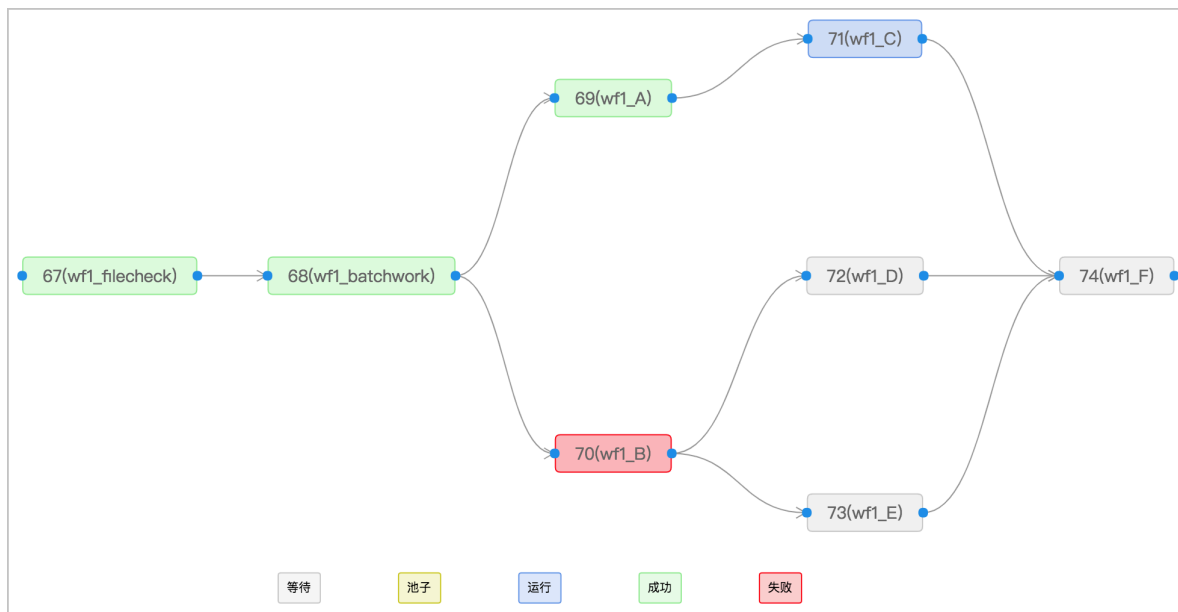 71(wf1_C)
69(wf1_A)
67(wf1_filecheck)
68(wf1_batchwork)
72(wf1_D)
74(wf1_F)
70(wf1_B)
73(wf1_E)
等待
池子
运行
成功
失败